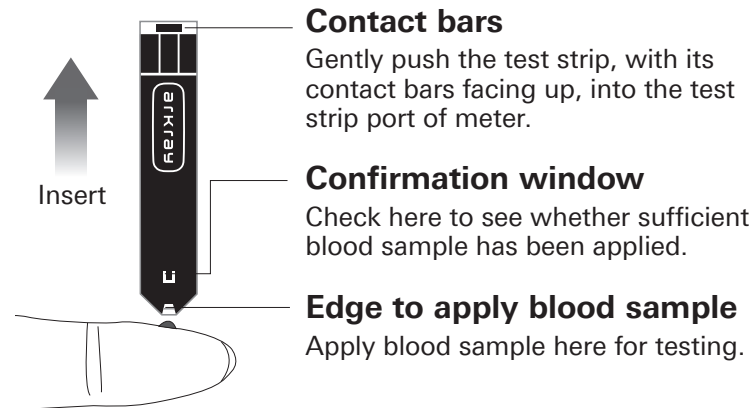 Contact bars
Gently push the test strip, with its
contact bars facing up, into the test
strip port of meter.
arkray
Insert
Confirmation window
Check here to see whether sufficient
blood sample has been applied.
Edge to apply blood sample
Apply blood sample here for testing.